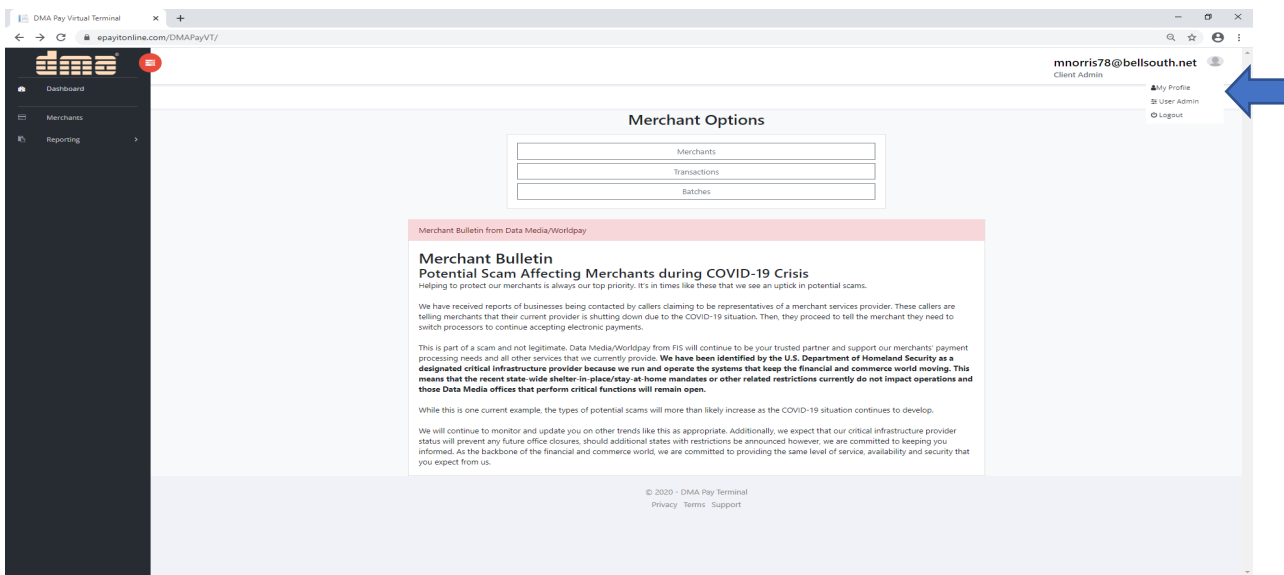 DMA Pay Virtual Terminal
epayitonline.com/DMAPayVT/
dma
mnorris78@bellsouth.net
Client Admin
Dashboard
My Profile
User Admin
Logout
Merchants
Reporting
Merchant Options
Merchants
Transactions
Batches
Merchant Bulletin from Data Media/Worldpay
Merchant Bulletin
Potential Scam Affecting Merchants during COVID-19 Crisis
Helping to protect our merchants is always our top priority. It's in times like these that we see an uptick in potential scams.
We have received reports of businesses being contacted by callers claiming to be representatives of a merchant services provider. These callers are
telling merchants that their current provider is shutting down due to the COVID-19 situation. Then, they proceed to tell the merchant they need to
switch processors to continue accepting electronic payments.
This is part of a scam and not legitimate. Data Media/Worldpay from FIS will continue to be your trusted partner and support our merchants' payment
processing needs and all other services that we currently provide. We have been identified by the U.S. Department of Homeland Security as a
designated critical infrastructure provider because we run and operate the systems that keep the financial and commerce world moving. This
means that the recent state-wide shelter-in-place/stay-at-home mandates or other related restrictions currently do not impact operations and
those Data Media offices that perform critical functions will remain open.
While this is one current example, the types of potential scams will more than likely increase as the COVID-19 situation continues to develop.
We will continue to monitor and update you on other trends like this as appropriate. Additionally, we expect that our critical infrastructure provider
status will prevent any future office closures, should additional states with restrictions be announced however, we are committed to keeping you
informed. As the backbone of the financial and commerce world, we are committed to providing the same level of service, availability and security that
you expect from us.
© 2020 - DMA Pay Terminal
Privacy Terms Support